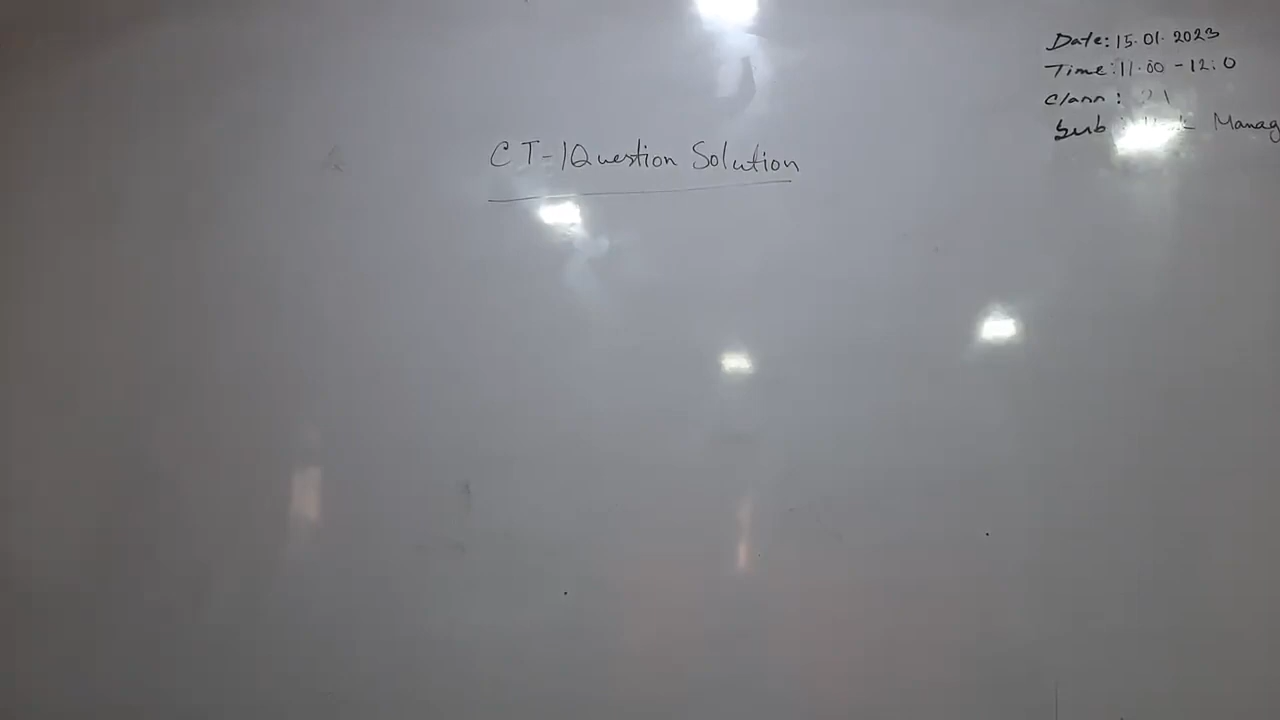 Date: 15.01.2023
Time: 11.00 - 12:0
Class: 21
Sub: Manag
CT-1 Question Solution